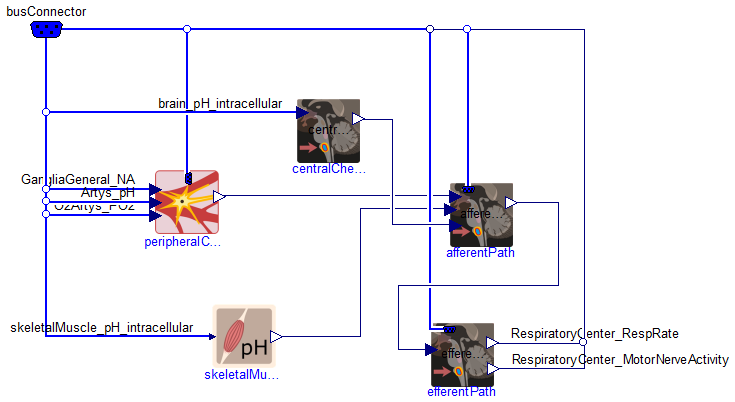 busConnector
brain_pH_intracellular
centr...
centralChe...
GangliaGeneral_NA
Artys_pH
O2Artys_PO2
peripheralC...
affere...
afferentPath
skeletalMuscle_pH_intracellular
pH
skeletalMu...
effere...
efferentPath
RespiratoryCenter_RespRate
RespiratoryCenter_MotorNerveActivity